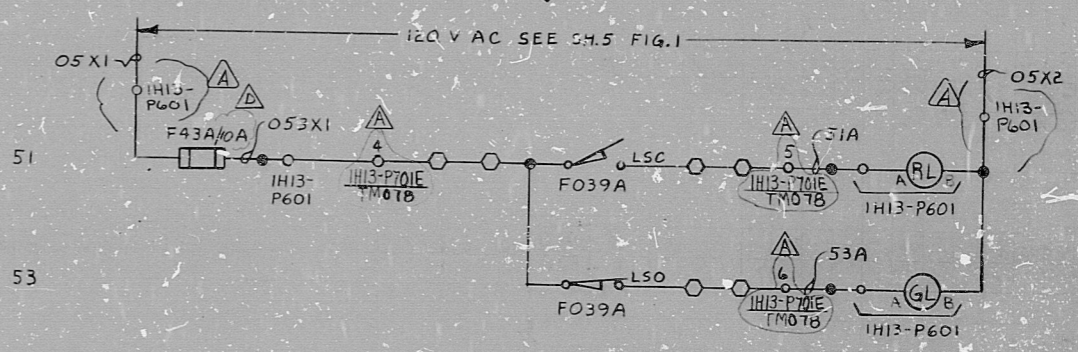 120 V AC SEE SH.5 FIG.1
05X1
05X2
1H13-
P601
A
D
A
1H13-
P601
F43A/10A
053X1
A
A
51A
51
4
LSC
5
RL
1H13-
P601
1H13-P701E
TM078
F039A
1H13-P701E
TM078
A
B
1H13-P601
A
53A
53
LSO
6
GL
F039A
1H13-P701E
TM078
A
B
1H13-P601